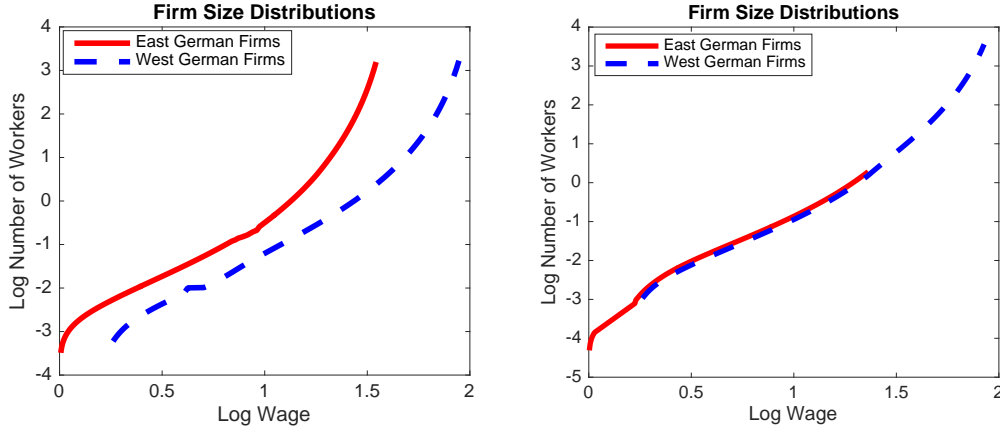 Firm Size Distributions
East German Firms
West German Firms
Log Number of Workers
4
3
2
1
0
-1
-2
-3
-4
0
0.5
1
1.5
2
Log Wage
Firm Size Distributions
East German Firms
West German Firms
Log Number of Workers
4
3
2
1
0
-1
-2
-3
-4
-5
0
0.5
1
1.5
2
Log Wage